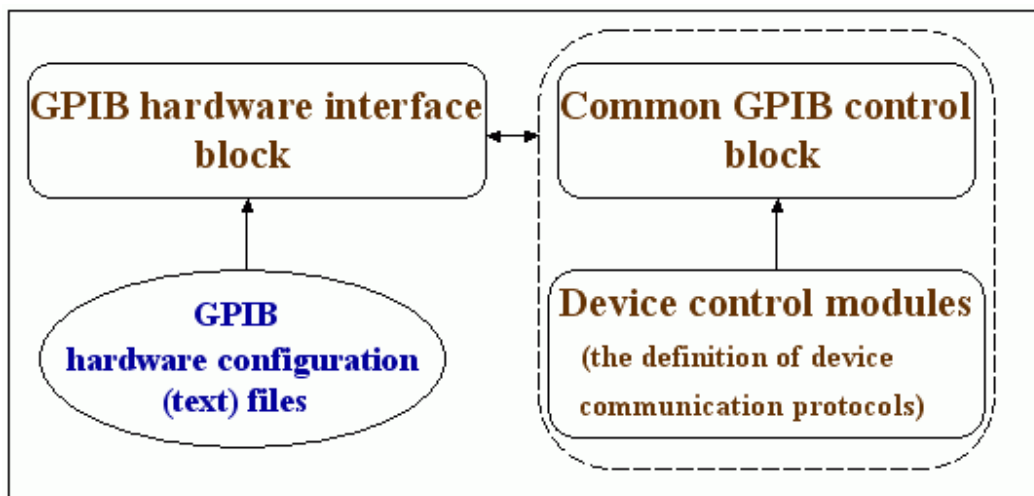 GPIB hardware interface
block
Common GPIB control
block
GPIB
hardware configuration
(text) files
Device control modules
(the definition of device
communication protocols)